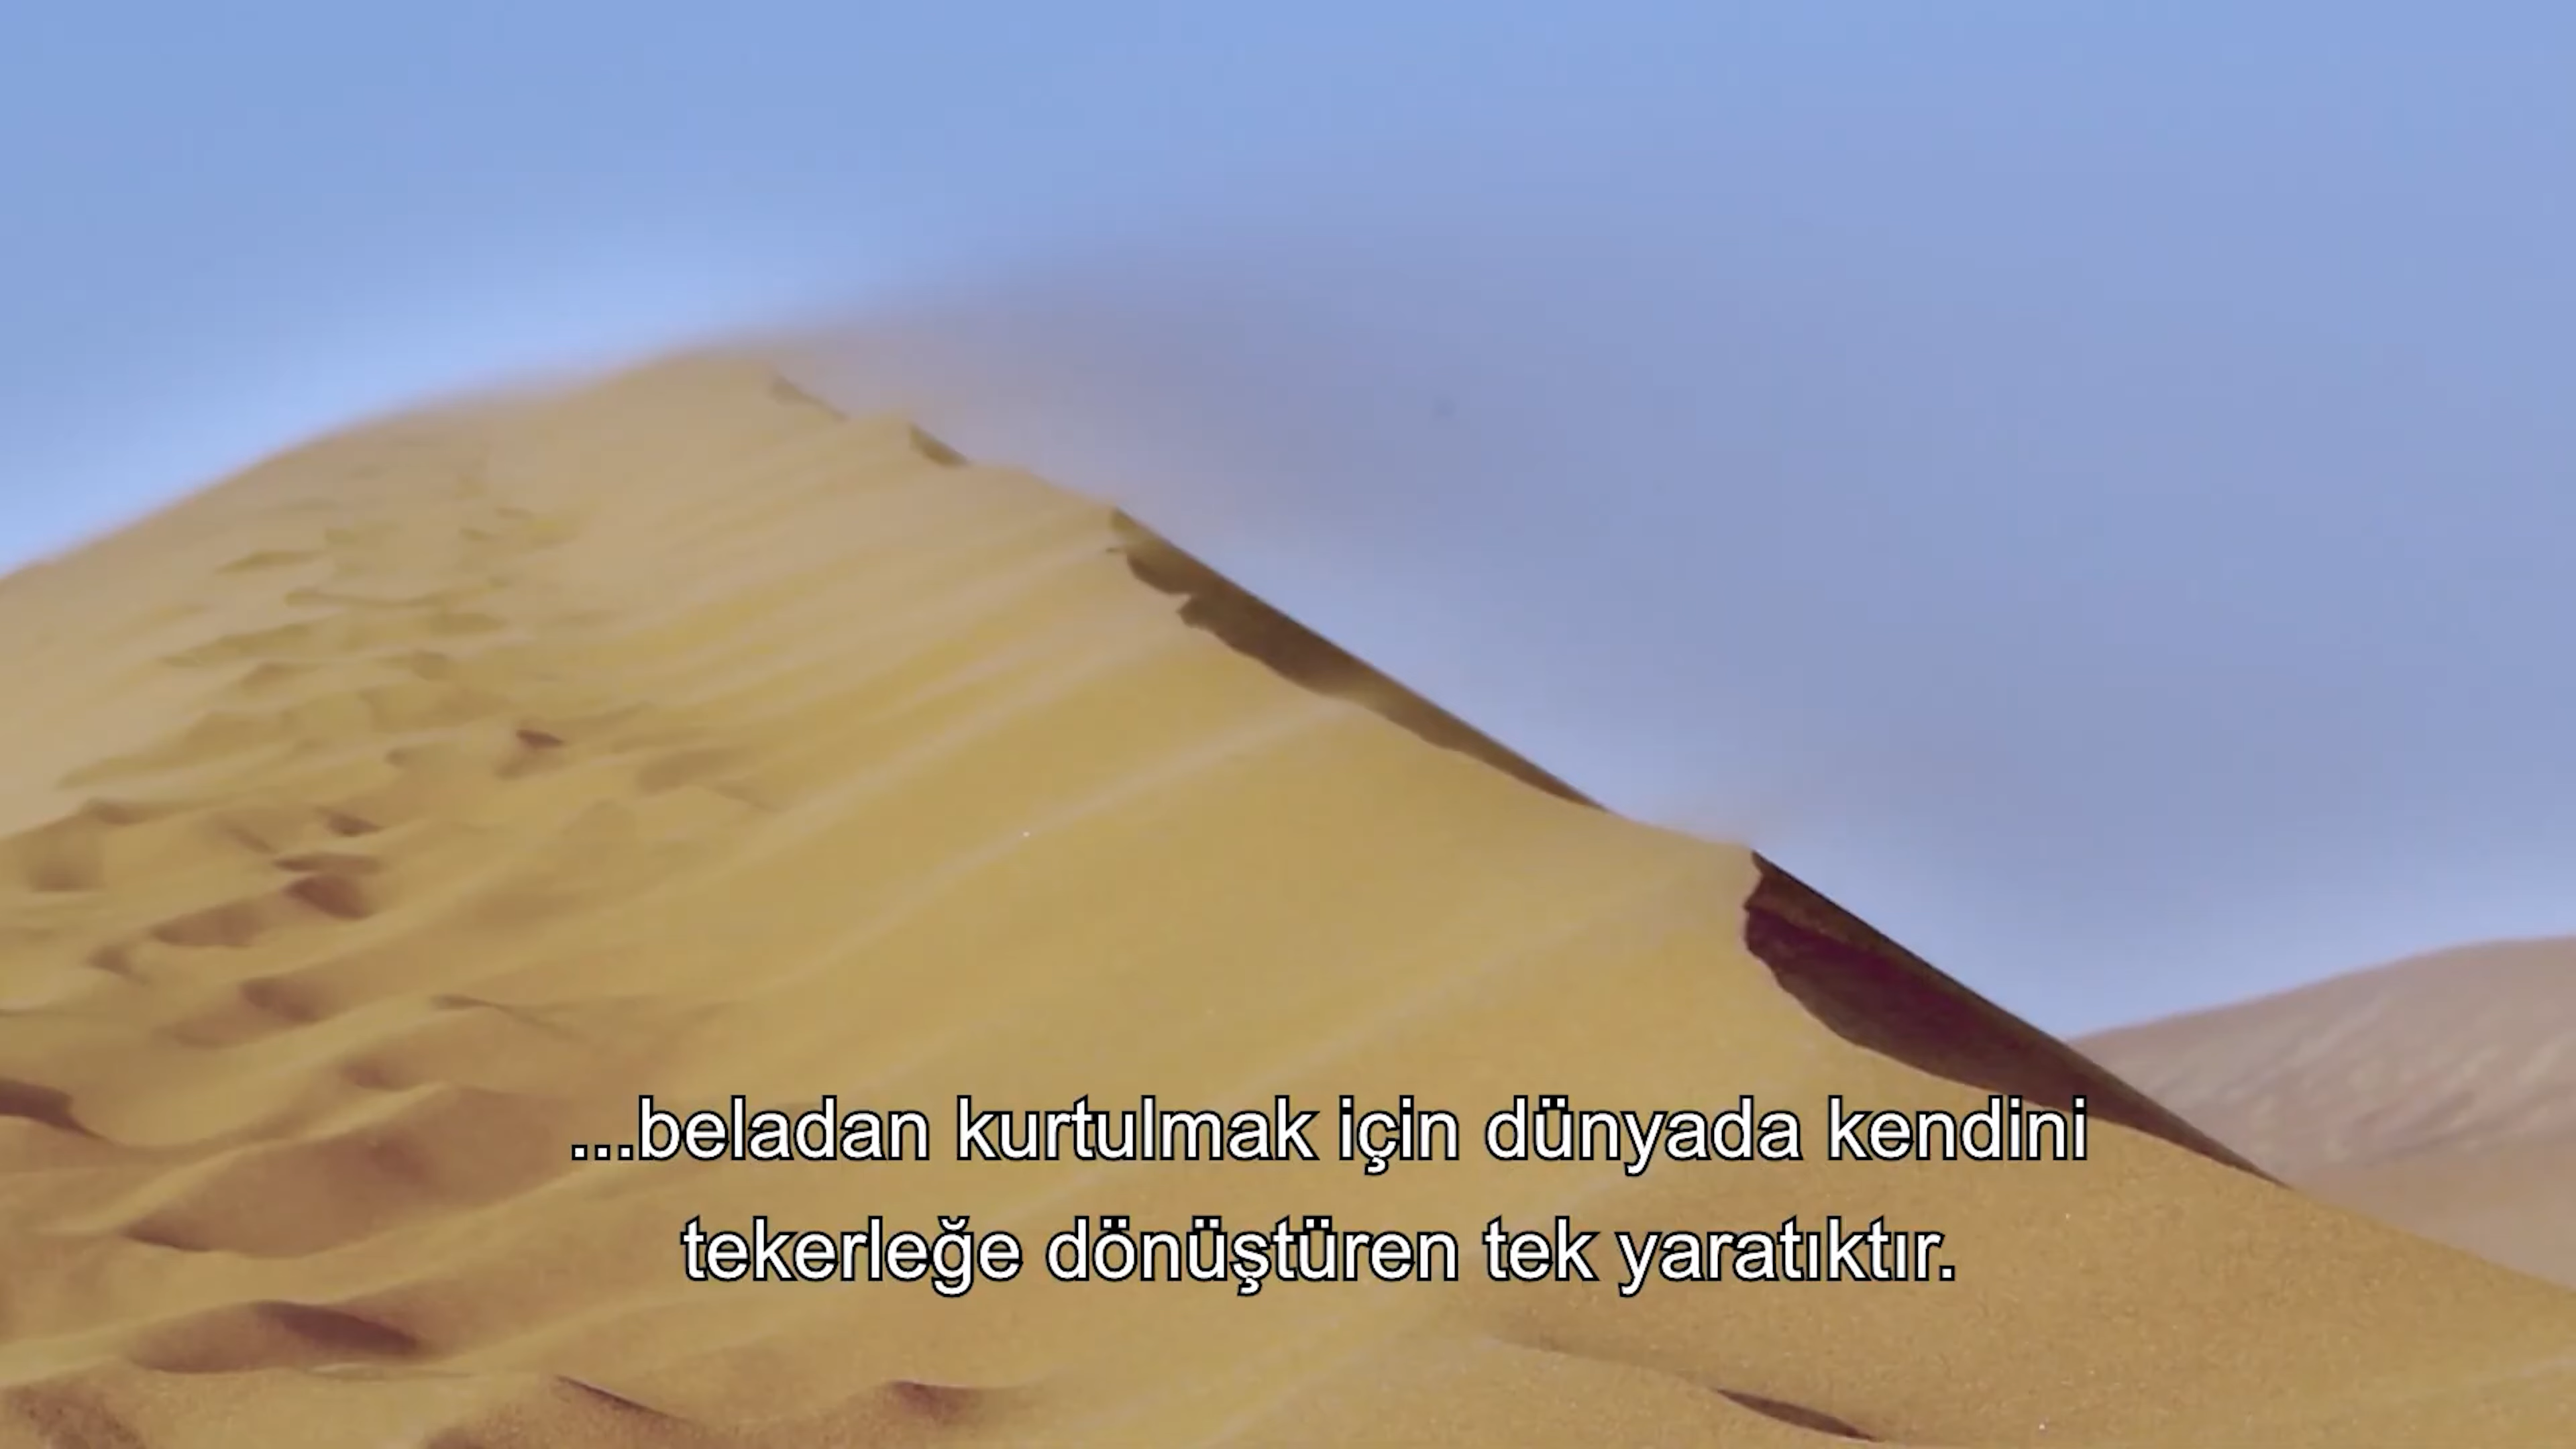 ...beladan kurtulmak için dünyada kendini
tekerleğe dönüştüren tek yaratıktır.